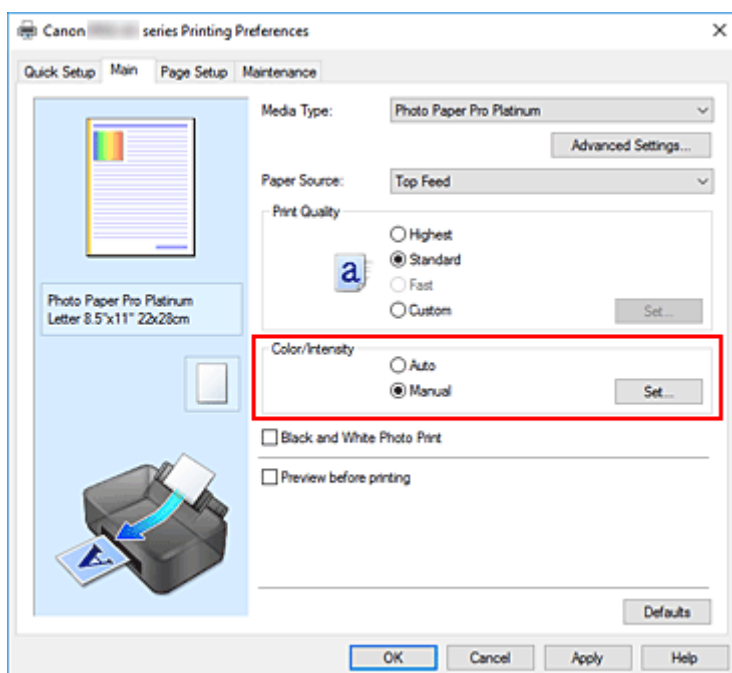 Canon series Printing Preferences
Quick Setup Main Page Setup Maintenance
Media Type: Photo Paper Pro Platinum
Advanced Settings...
Paper Source: Top Feed
Print Quality
Highest
a
Standard
Fast
Custom Set...
Photo Paper Pro Platinum
Letter 8.5"x11" 22x28cm
Color/Intensity
Auto
Manual Set...
Black and White Photo Print
Preview before printing
A
Defaults
OK Cancel Apply Help